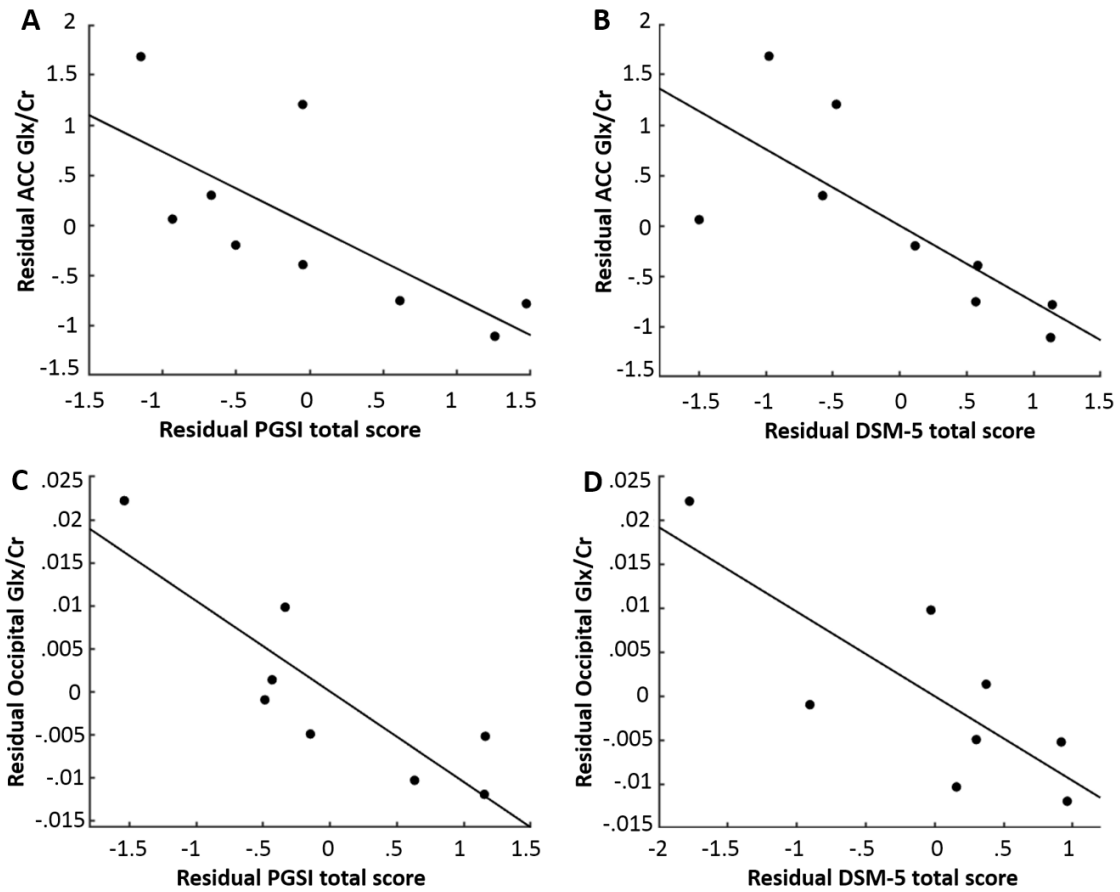 A
Residual ACC Glx/Cr
2
1.5
1
.5
0
-.5
-1
-1.5
-1.5 -1 -.5 0 .5 1 1.5
Residual PGSI total score
B
Residual ACC Glx/Cr
2
1.5
1
.5
0
-.5
-1
-1.5
-1.5 -1 -.5 0 .5 1 1.5
Residual DSM-5 total score
C
Residual Occipital Glx/Cr
.025
.02
.015
.01
.005
0
-.005
-.01
-.015
-1.5 -1 -.5 0 .5 1 1.5
Residual PGSI total score
D
Residual Occipital Glx/Cr
.025
.02
.015
.01
.005
0
-.005
-.01
-.015
-2 -1.5 -1 -.5 0 .5 1
Residual DSM-5 total score